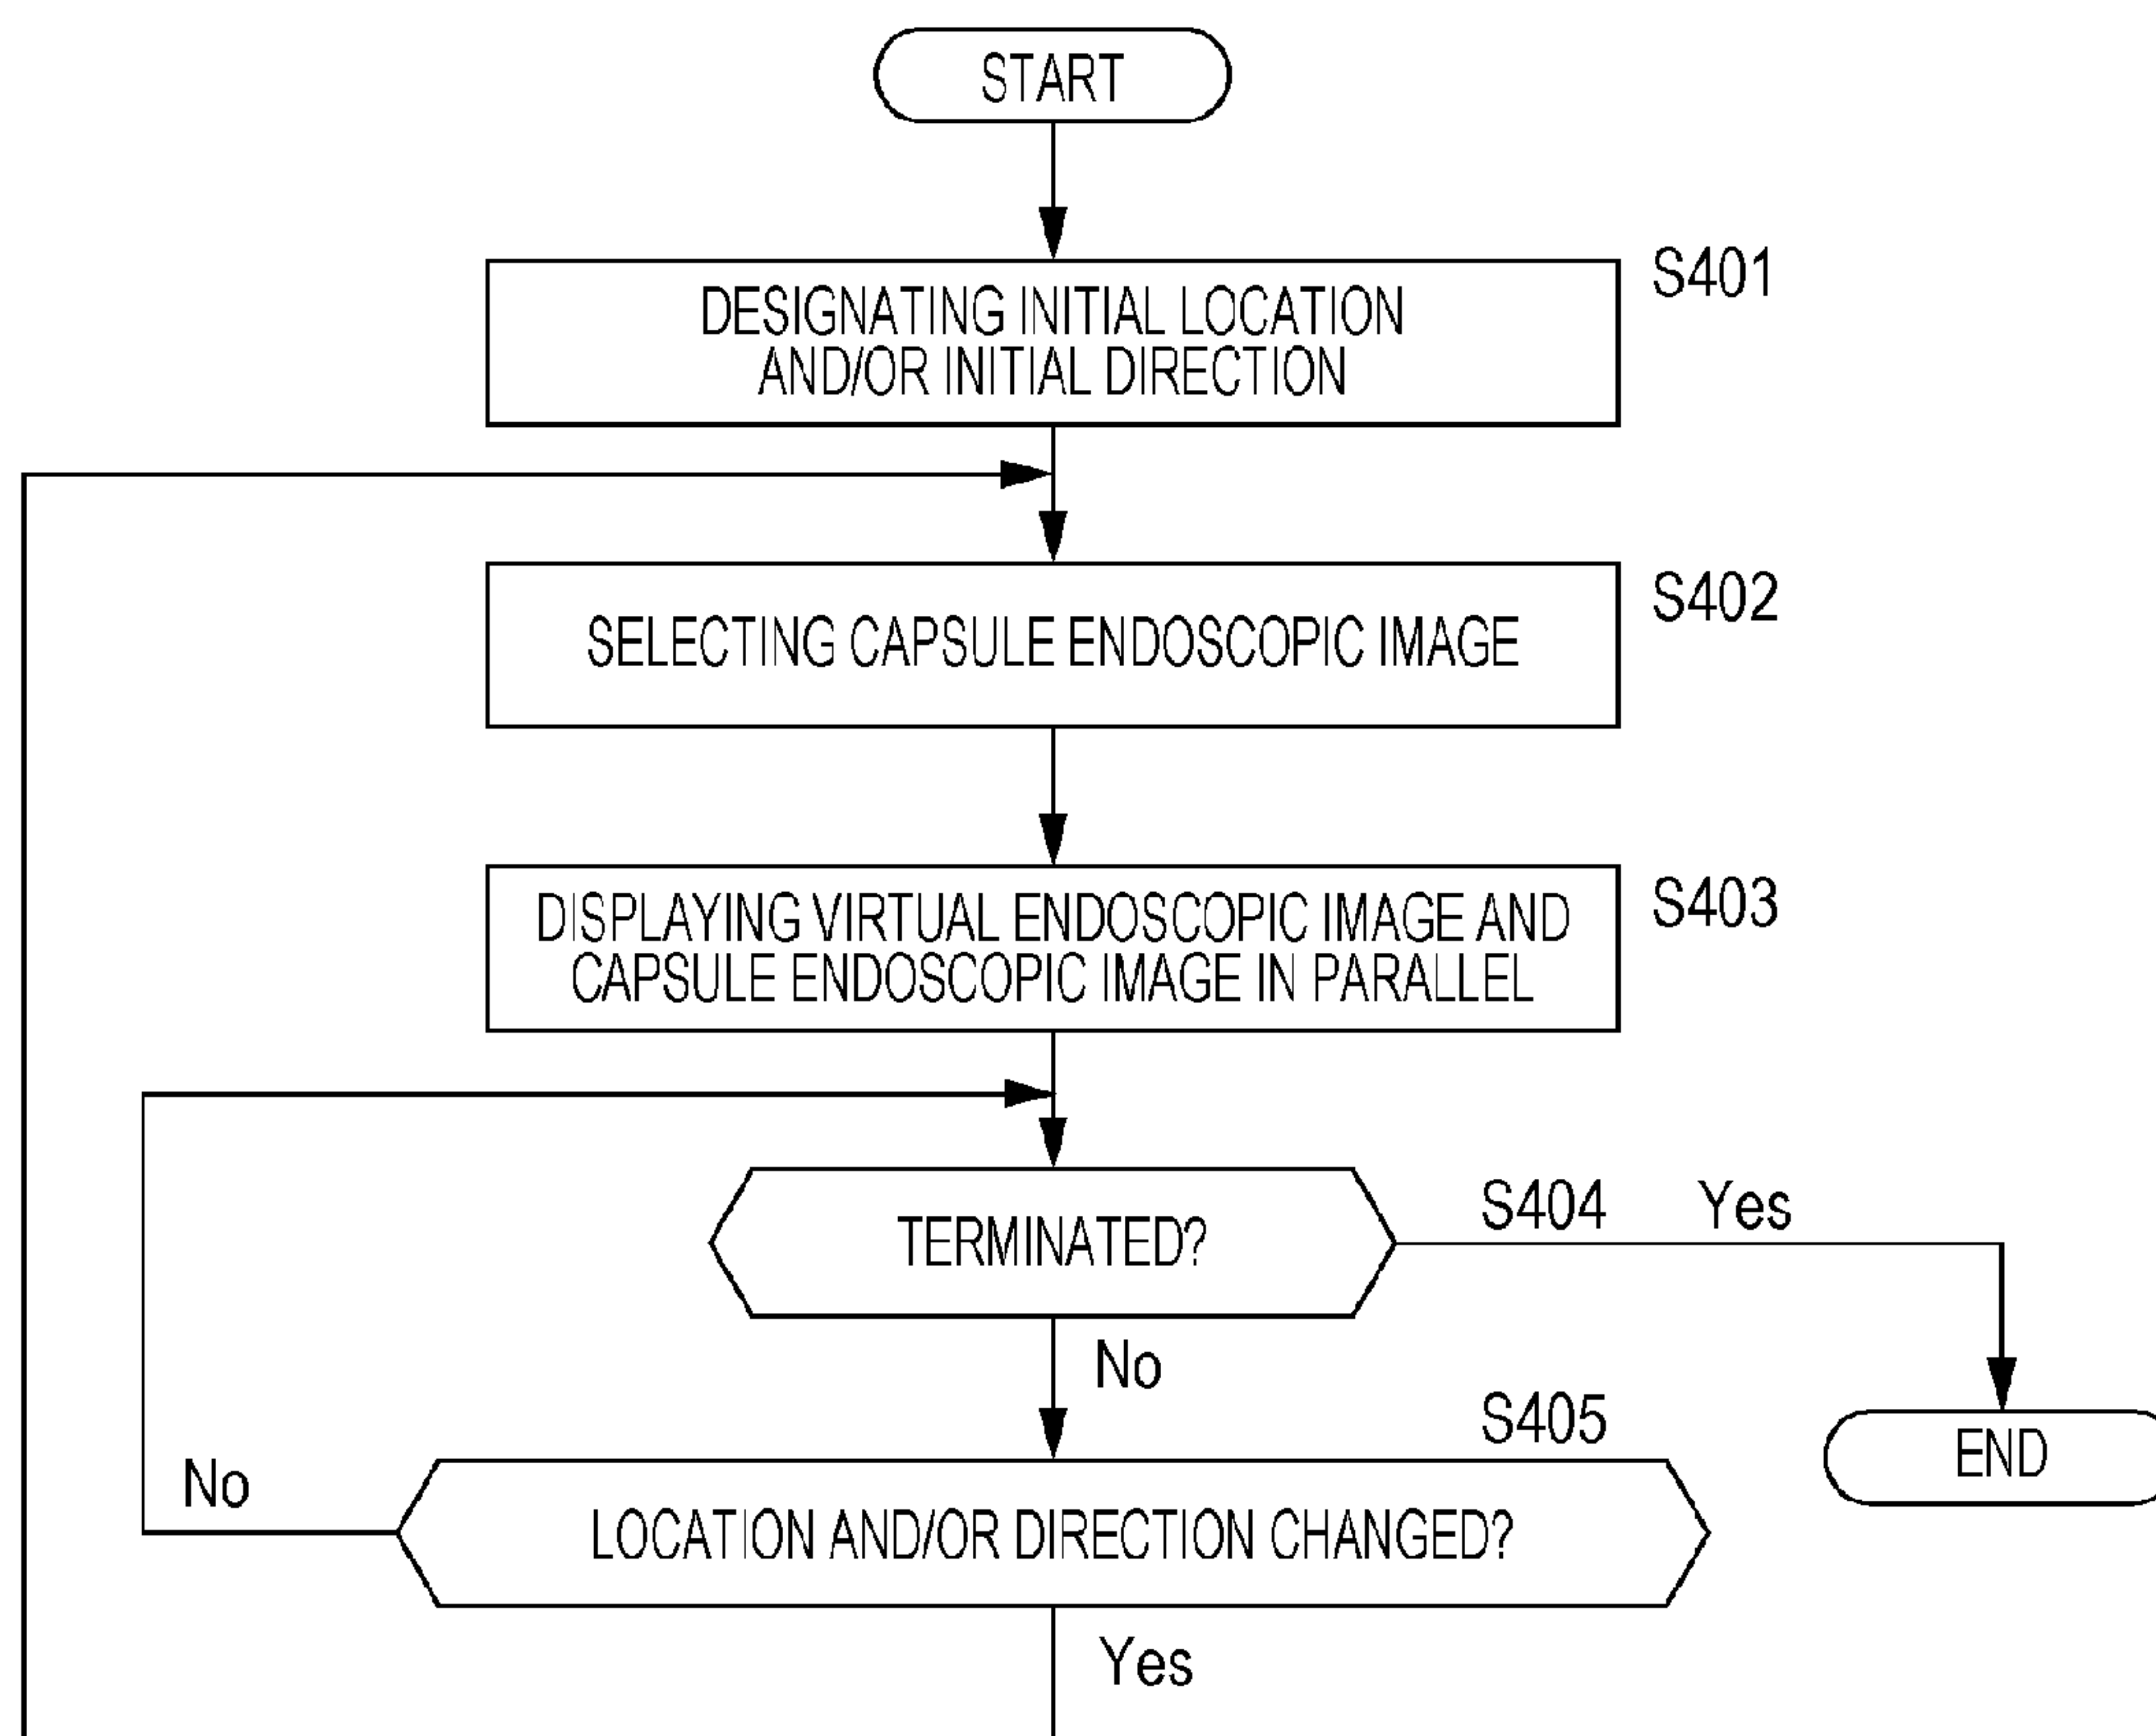 START
S401
DESIGNATING INITIAL LOCATION
AND/OR INITIAL DIRECTION
S402
SELECTING CAPSULE ENDOSCOPIC IMAGE
S403
DISPLAYING VIRTUAL ENDOSCOPIC IMAGE AND
CAPSULE ENDOSCOPIC IMAGE IN PARALLEL
S404 Yes
TERMINATED?
No
S405
END
No
LOCATION AND/OR DIRECTION CHANGED?
Yes